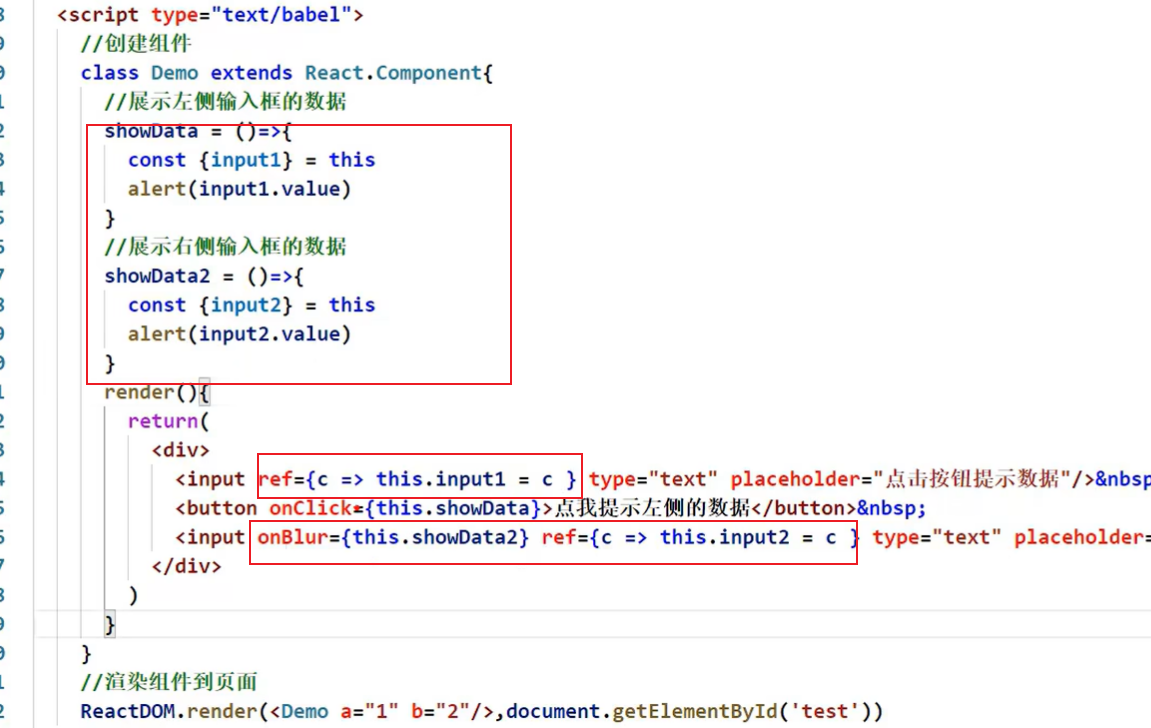 <script type="text/babel">
//创建组件
class Demo extends React.Component{
//展示左侧输入框的数据
showData = ()=>{
const {input1} = this
alert(input1.value)
}
//展示右侧输入框的数据
showData2 = ()=>{
const {input2} = this
alert(input2.value)
}
render(){
return(
<div>
<input ref={c => this.input1 = c } type="text" placeholder="点击按钮提示数据"/>&nbsp
<button onClick={this.showData}>点我提示左侧的数据</button>&nbsp;
<input onBlur={this.showData2} ref={c => this.input2 = c } type="text" placeholder=
</div>
)
}
}
//渲染组件到页面
ReactDOM.render(<Demo a="1" b="2"/>,document.getElementById('test'))